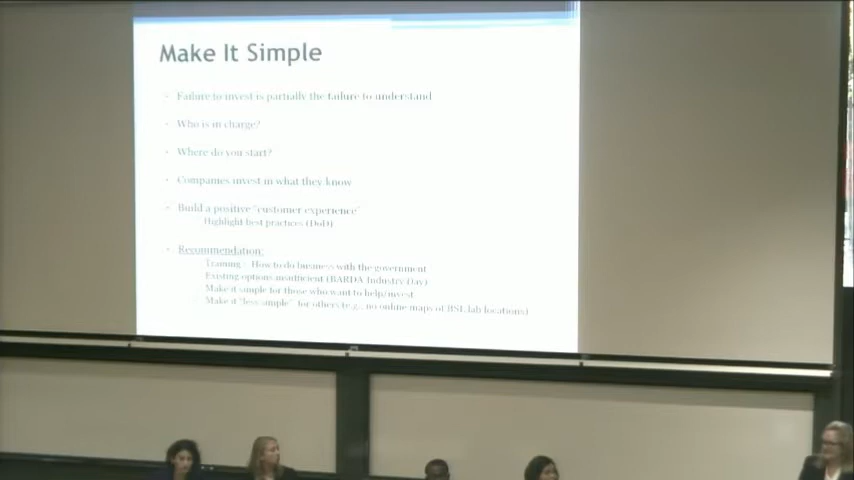 Make It Simple
Failure to invest is partially the failure to understand
Who is in charge?
Where do you start?
Companies invest in what they know
Build a positive "customer experience"
Highlight best practices (DoD)
Recommendation:
Training : How to do business with the government
Existing options insufficient (BARDA Industry Day)
Make it simple for those who want to help/invest
Make it "less simple" for others (e.g., no online maps of BSL lab locations)